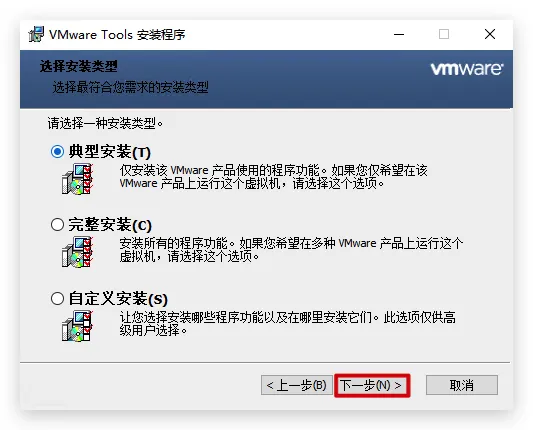 VMware Tools 安装程序
选择安装类型
选择最符合您需求的安装类型
vmware
请选择一种安装类型。
典型安装(T)
仅安装该 VMware 产品使用的程序功能。如果您仅希望在该
VMware 产品上运行这个虚拟机，请选择这个选项。
完整安装(C)
安装所有的程序功能。如果您希望在多种 VMware 产品上运行这个
虚拟机，请选择这个选项。
自定义安装(S)
让您选择安装哪些程序功能以及在哪里安装它们。此选项仅供高
级用户选择。
< 上一步(B) 下一步(N) > 取消